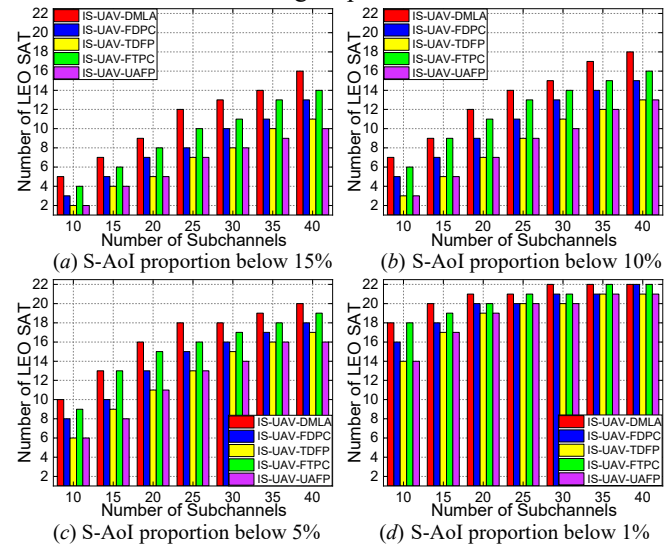 IS-UAV-DMLA
IS-UAV-FDPC
IS-UAV-TDFP
IS-UAV-FTPC
IS-UAV-UAFP
Number of LEO SAT
22
20
18
16
14
12
10
8
6
4
2
10 15 20 25 30 35 40
Number of Subchannels
(a) S-AoI proportion below 15%
IS-UAV-DMLA
IS-UAV-FDPC
IS-UAV-TDFP
IS-UAV-FTPC
IS-UAV-UAFP
Number of LEO SAT
22
20
18
16
14
12
10
8
6
4
2
10 15 20 25 30 35 40
Number of Subchannels
(b) S-AoI proportion below 10%
Number of LEO SAT
22
20
18
16
14
12
10
8
6
4
2
IS-UAV-DMLA
IS-UAV-FDPC
IS-UAV-TDFP
IS-UAV-FTPC
IS-UAV-UAFP
10 15 20 25 30 35 40
Number of Subchannels
(c) S-AoI proportion below 5%
Number of LEO SAT
22
20
18
16
14
12
10
8
6
4
2
IS-UAV-DMLA
IS-UAV-FDPC
IS-UAV-TDFP
IS-UAV-FTPC
IS-UAV-UAFP
10 15 20 25 30 35 40
Number of Subchannels
(d) S-AoI proportion below 1%